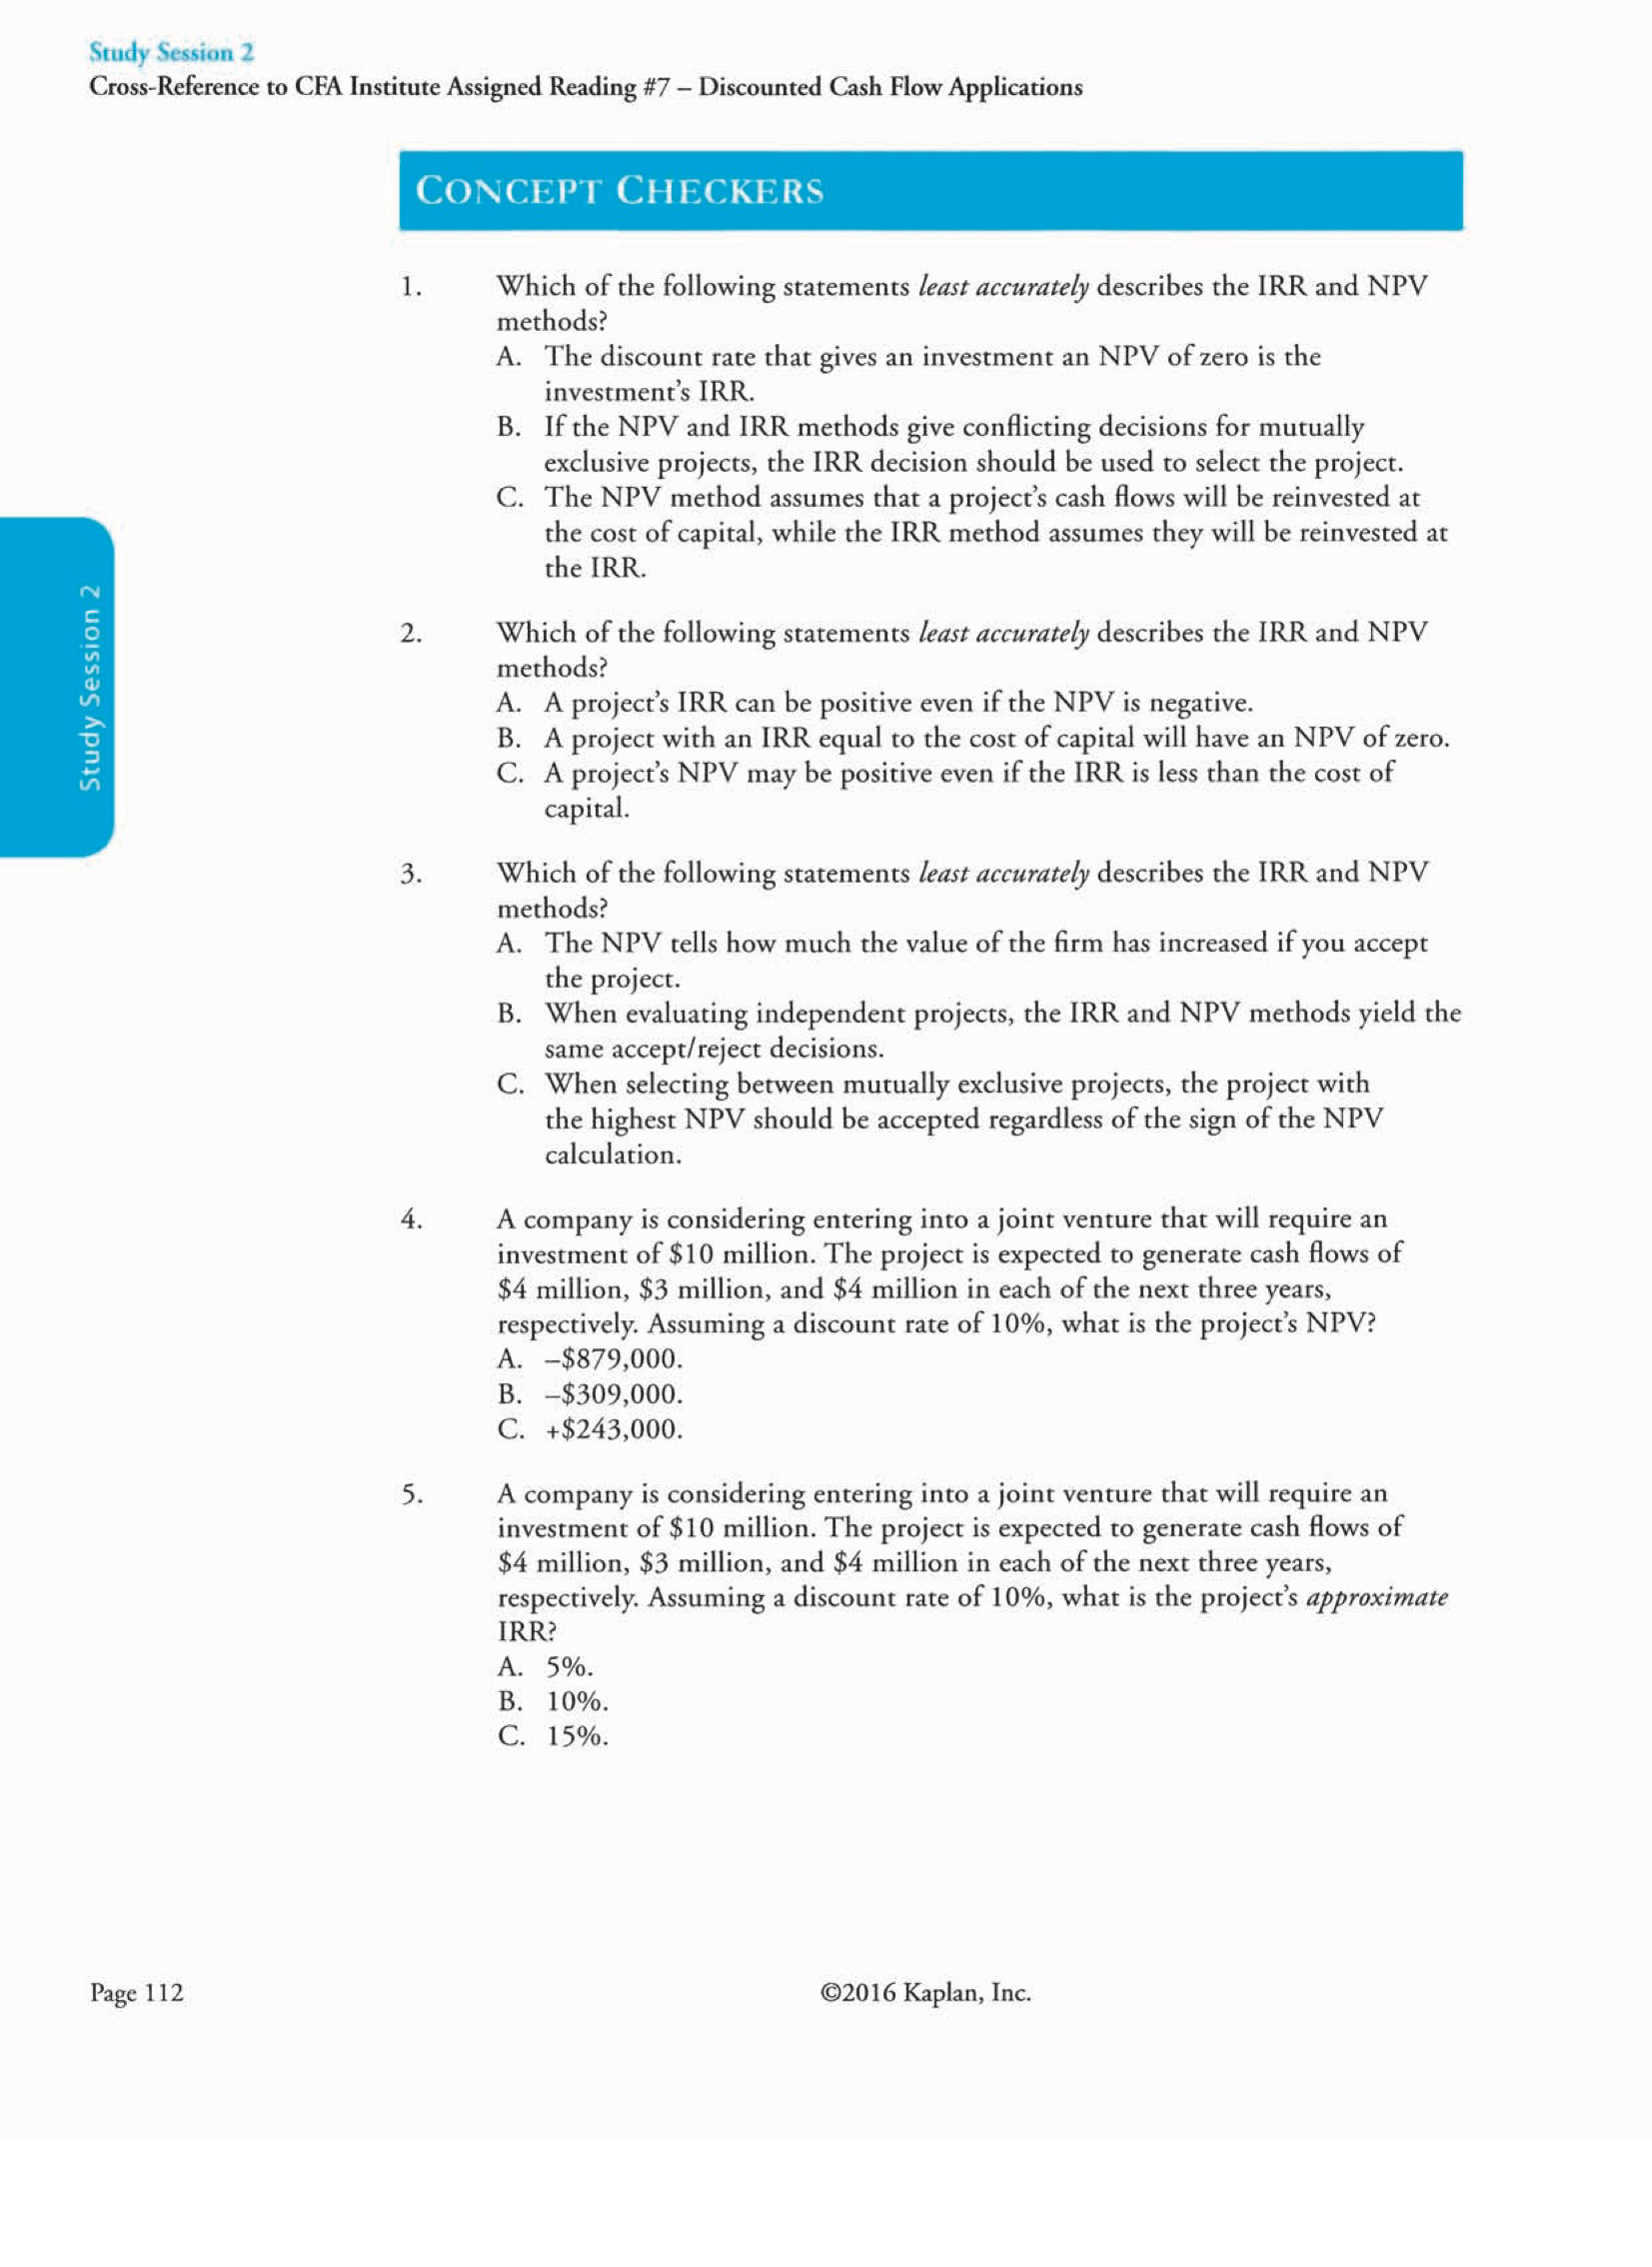 Study Session 2
Cross-Reference to CFA Institute Assigned Reading #7 – Discounted Cash Flow Applications
CONCEPT CHECKERS
1. Which of the following statements least accurately describes the IRR and NPV
methods?
A. The discount rate that gives an investment an NPV of zero is the
investment's IRR.
B. If the NPV and IRR methods give conflicting decisions for mutually
exclusive projects, the IRR decision should be used to select the project.
C. The NPV method assumes that a project's cash flows will be reinvested at
the cost of capital, while the IRR method assumes they will be reinvested at
the IRR.
Study Session 2
2. Which of the following statements least accurately describes the IRR and NPV
methods?
A. A project's IRR can be positive even if the NPV is negative.
B. A project with an IRR equal to the cost of capital will have an NPV of zero.
C. A project's NPV may be positive even if the IRR is less than the cost of
capital.
3. Which of the following statements least accurately describes the IRR and NPV
methods?
A. The NPV tells how much the value of the firm has increased if you accept
the project.
B. When evaluating independent projects, the IRR and NPV methods yield the
same accept/reject decisions.
C. When selecting between mutually exclusive projects, the project with
the highest NPV should be accepted regardless of the sign of the NPV
calculation.
4. A company is considering entering into a joint venture that will require an
investment of $10 million. The project is expected to generate cash flows of
$4 million, $3 million, and $4 million in each of the next three years,
respectively. Assuming a discount rate of 10%, what is the project's NPV?
A. –$879,000.
B. –$309,000.
C. +$243,000.
5. A company is considering entering into a joint venture that will require an
investment of $10 million. The project is expected to generate cash flows of
$4 million, $3 million, and $4 million in each of the next three years,
respectively. Assuming a discount rate of 10%, what is the project's approximate
IRR?
A. 5%.
B. 10%.
C. 15%.
Page 112
©2016 Kaplan, Inc.